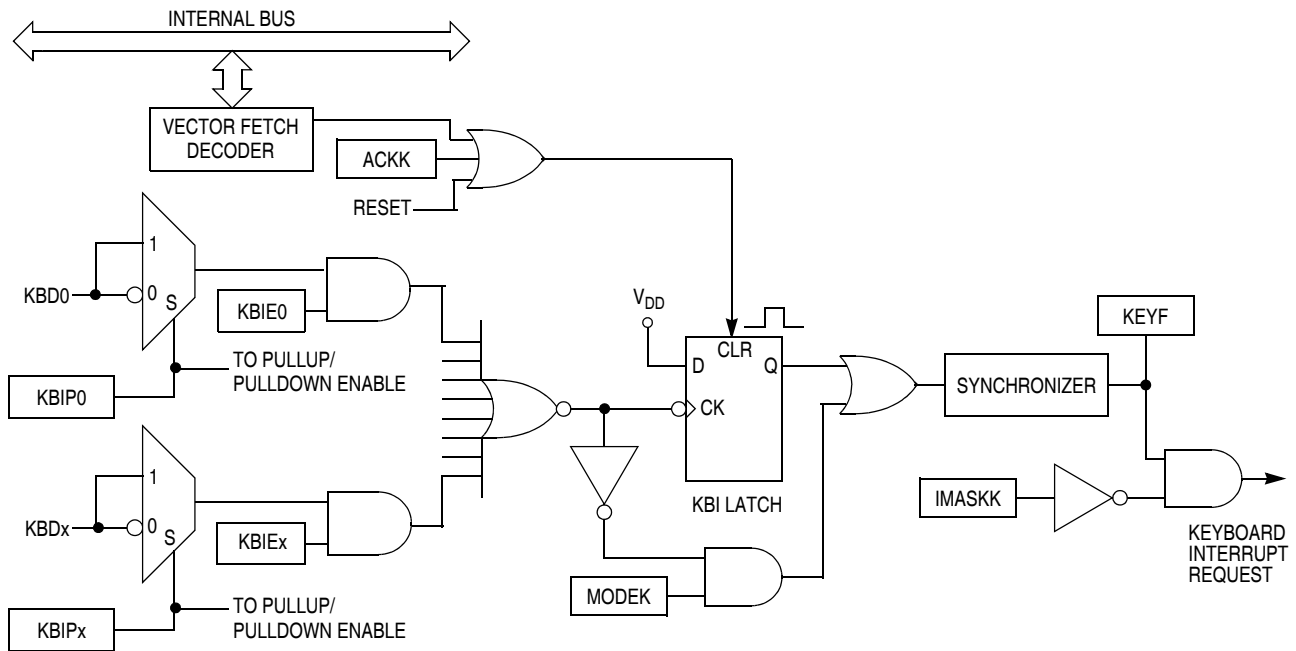 INTERNAL BUS
VECTOR FETCH
DECODER
ACKK
RESET
1
KBD0
0
S
KBIE0
TO PULLUP/
PULLDOWN ENABLE
KBIP0
VDD
CLR
D
Q
CK
KBI LATCH
KEYF
SYNCHRONIZER
IMASKK
KEYBOARD
INTERRUPT
REQUEST
1
KBDx
0
S
KBIEx
MODEK
TO PULLUP/
PULLDOWN ENABLE
KBIPx